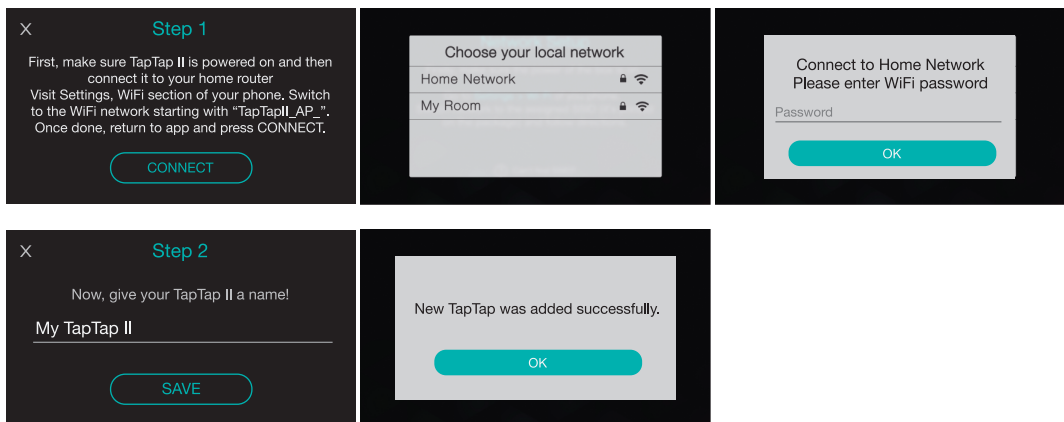 X
Step 1
First, make sure TapTap II is powered on and then
connect it to your home router
Visit Settings, WiFi section of your phone. Switch
to the WiFi network starting with “TapTapII_AP_”.
Once done, return to app and press CONNECT.
CONNECT
Choose your local network
Home Network
My Room
Connect to Home Network
Please enter WiFi password
Password
OK
X
Step 2
Now, give your TapTap II a name!
My TapTap II
SAVE
New TapTap was added successfully.
OK